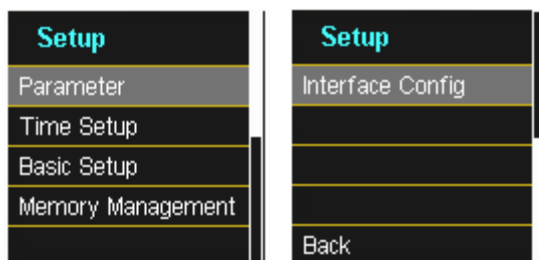 Setup
Parameter
Time Setup
Basic Setup
Memory Management
Setup
Interface Config
Back